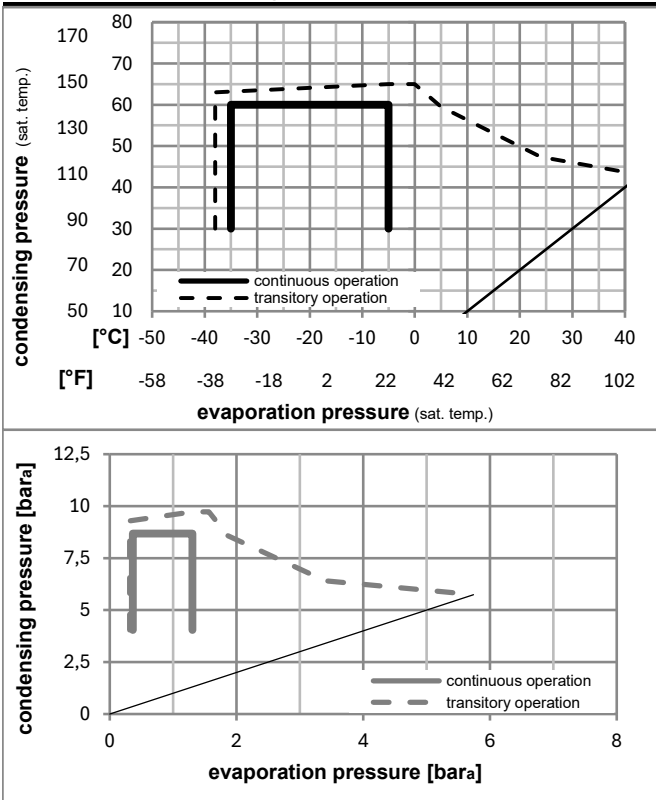 condensing pressure (sat. temp.)
170 80
70
150 60
130 50
110 40
90 30
70 20
50 10
continuous operation
transitory operation
[°C] -50 -40 -30 -20 -10 0 10 20 30 40
[°F] -58 -38 -18 2 22 42 62 82 102
evaporation pressure (sat. temp.)
condensing pressure [bara]
12,5
10
7,5
5
2,5
0
continuous operation
transitory operation
0 2 4 6 8
evaporation pressure [bara]